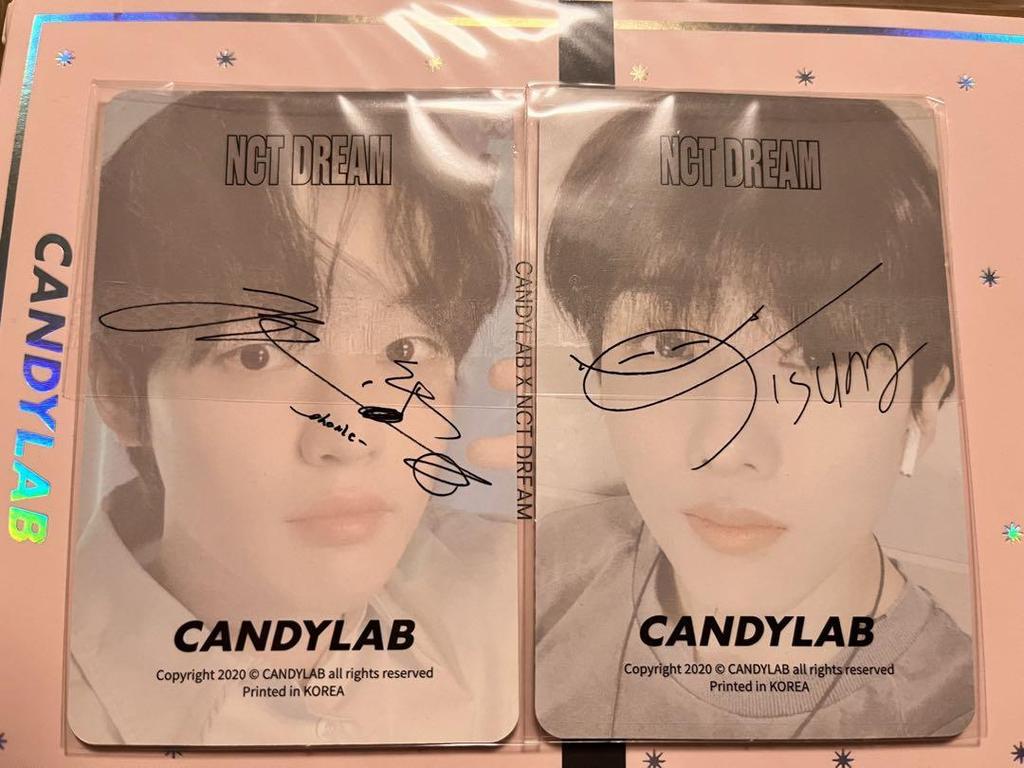 CANDYLAB
NCT DREAM
chenle
CANDYLAB
Copyright 2020 © CANDYLAB all rights reserved
Printed in KOREA
CANDYLAB X NCT DREAM
NCT DREAM
Jisung
CANDYLAB
Copyright 2020 © CANDYLAB all rights reserved
Printed in KOREA